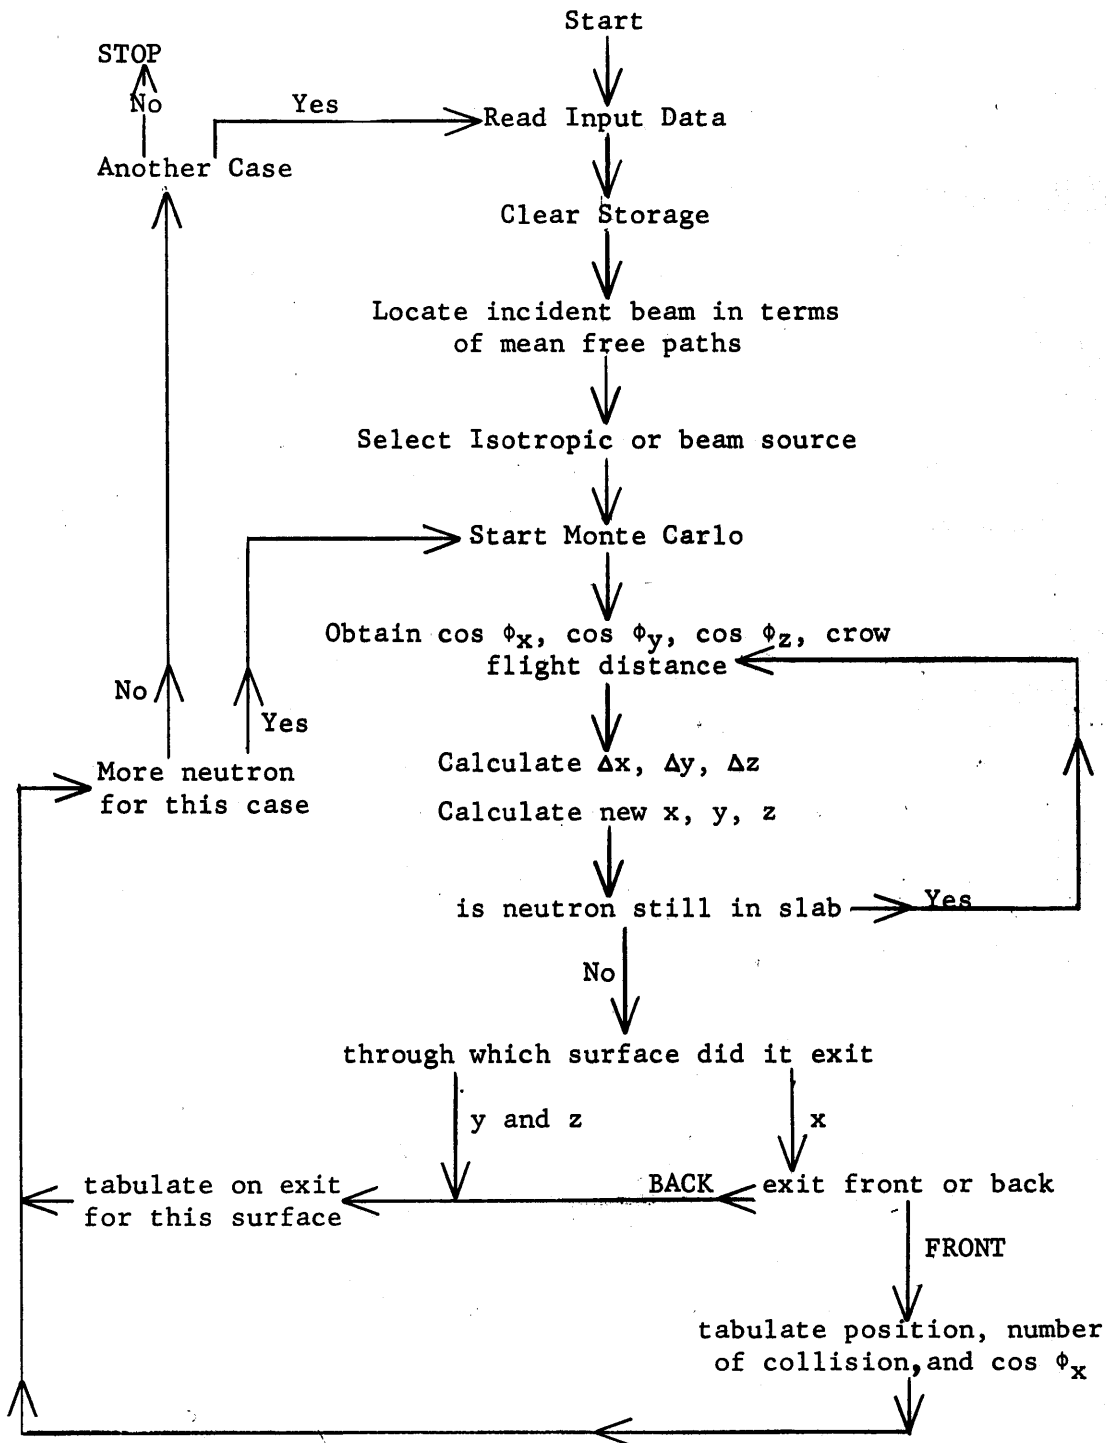 Start
STOP
No
Yes
Read Input Data
Another Case
Clear Storage
Locate incident beam in terms
of mean free paths
Select Isotropic or beam source
Start Monte Carlo
Obtain cos ϕx, cos ϕy, cos ϕz, crow
flight distance
No
Yes
More neutron
for this case
Calculate Δx, Δy, Δz
Calculate new x, y, z
is neutron still in slab
Yes
No
through which surface did it exit
y and z
x
tabulate on exit
for this surface
BACK
exit front or back
FRONT
tabulate position, number
of collision, and cos ϕx